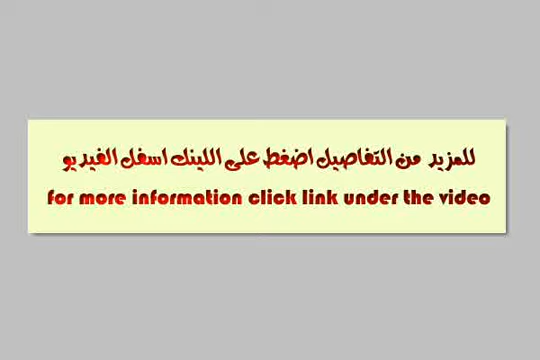 للمزيد من التفاصيل اضغط على اللينك اسفل الفيديو
for more information click link under the video